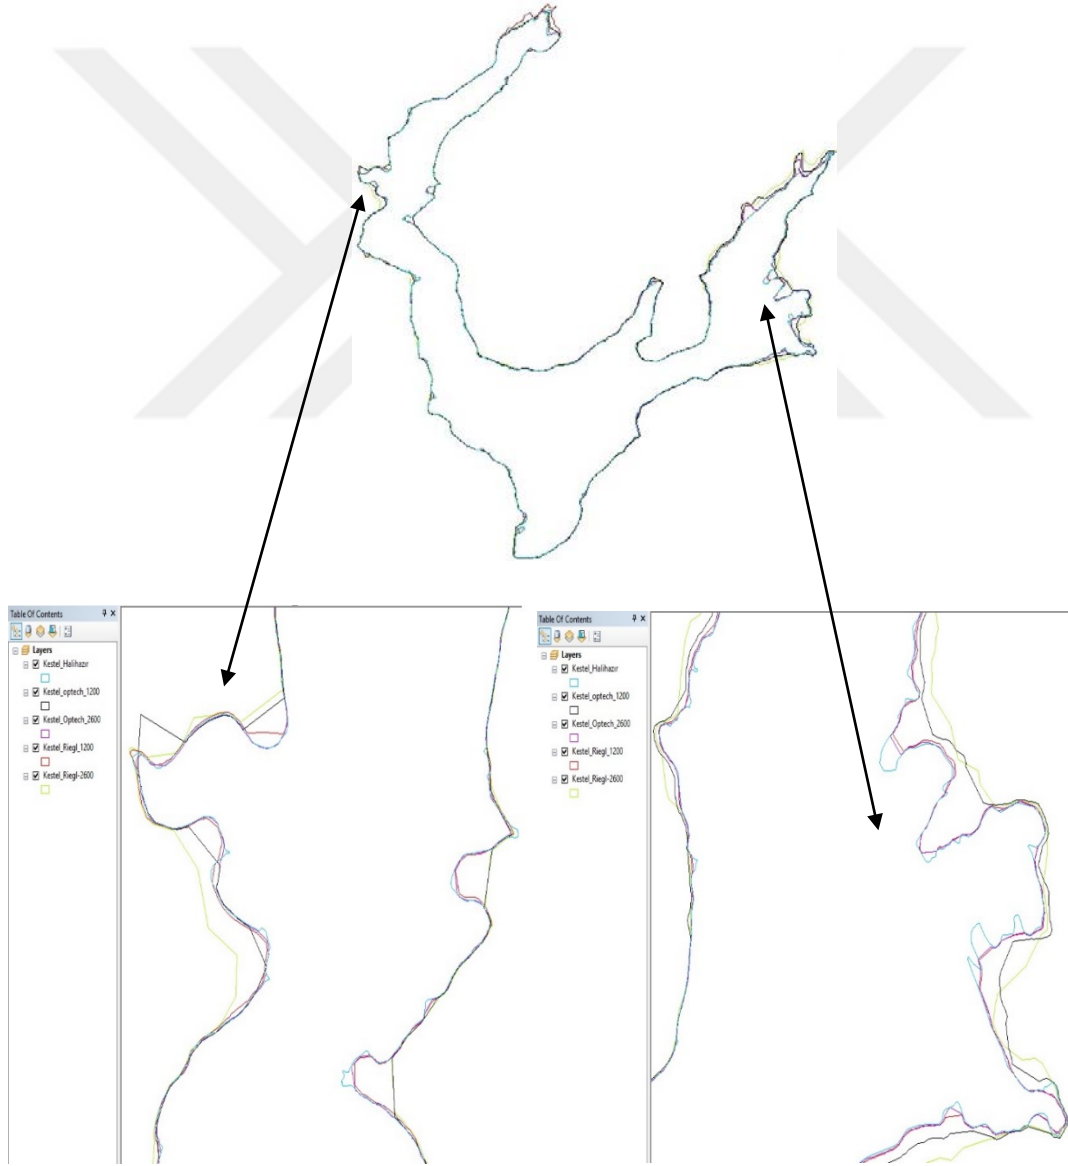 Table Of Contents
Layers
Kestel_Halihazır
Kestel_optech_1200
Kestel_Optech_2600
Kestel_Riegl_1200
Kestel_Riegl-2600
Table Of Contents
Layers
Kestel_Halihazır
Kestel_optech_1200
Kestel_Optech_2600
Kestel_Riegl_1200
Kestel_Riegl-2600